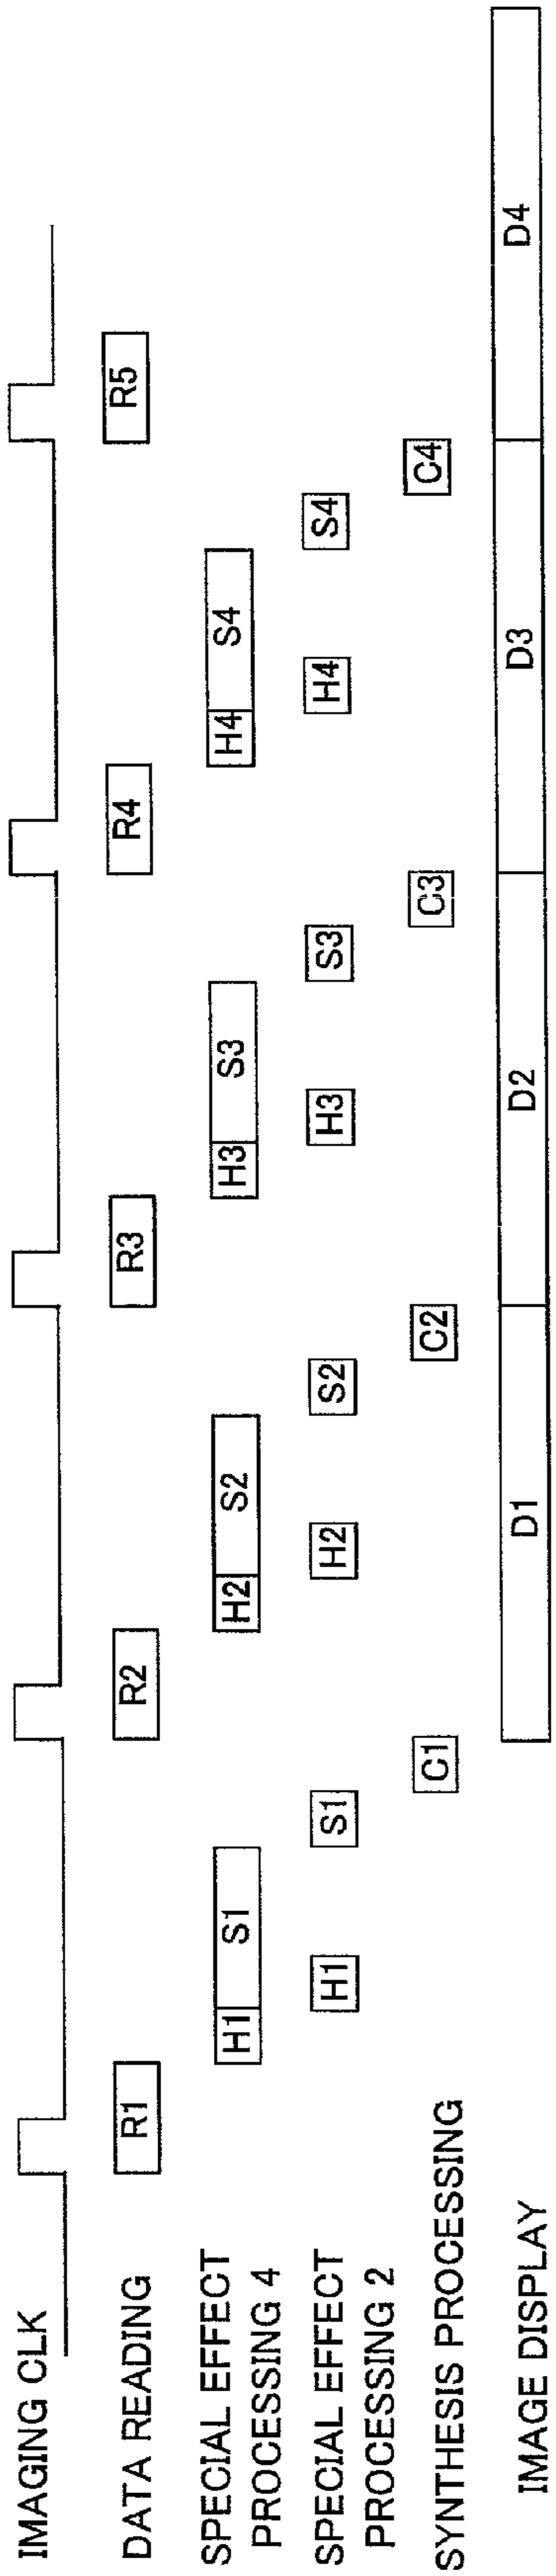 IMAGING CLK
DATA READING
R1
R2
R3
R4
R5
SPECIAL EFFECT
PROCESSING 4
H1
S1
H2
S2
H3
S3
H4
S4
SPECIAL EFFECT
PROCESSING 2
H1
S1
H2
S2
H3
S3
H4
S4
SYNTHESIS PROCESSING
C1
C2
C3
C4
IMAGE DISPLAY
D1
D2
D3
D4